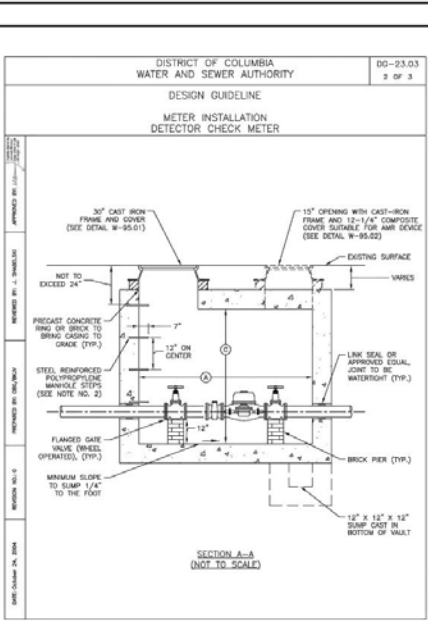 DISTRICT OF COLUMBIA
WATER AND SEWER AUTHORITY
DG-23.03
2 OF 3
DESIGN GUIDELINE
METER INSTALLATION
DETECTOR CHECK METER
30" CAST IRON
FRAME AND COVER
(SEE DETAIL W-95.01)
15" OPENING WITH CAST-IRON
FRAME AND 12-1/4" COMPOSITE
COVER SUITABLE FOR AMR DEVICE
(SEE DETAIL W-95.02)
EXISTING SURFACE
NOT TO
EXCEED 24"
VARIES
PRECAST CONCRETE
RING OR BRICK TO
BRING CASING TO
GRADE (TYP.)
7"
12" ON
CENTER
C
A
STEEL REINFORCED
POLYPROPYLENE
MANHOLE STEPS
(SEE NOTE NO. 2)
LINK SEAL OR
APPROVED EQUAL,
JOINT TO BE
WATERTIGHT (TYP.)
FLANGED GATE
VALVE (WHEEL
OPERATED), (TYP.)
12"
BRICK PIER (TYP.)
MINIMUM SLOPE
TO SUMP 1/4"
TO THE FOOT
12" X 12" X 12"
SUMP CAST IN
BOTTOM OF VAULT
SECTION A-A
(NOT TO SCALE)
APPROVED BY:
REVIEWED BY: J.
PREPARED BY:
REVISION NO.: 0
DATE: October 24, 2004